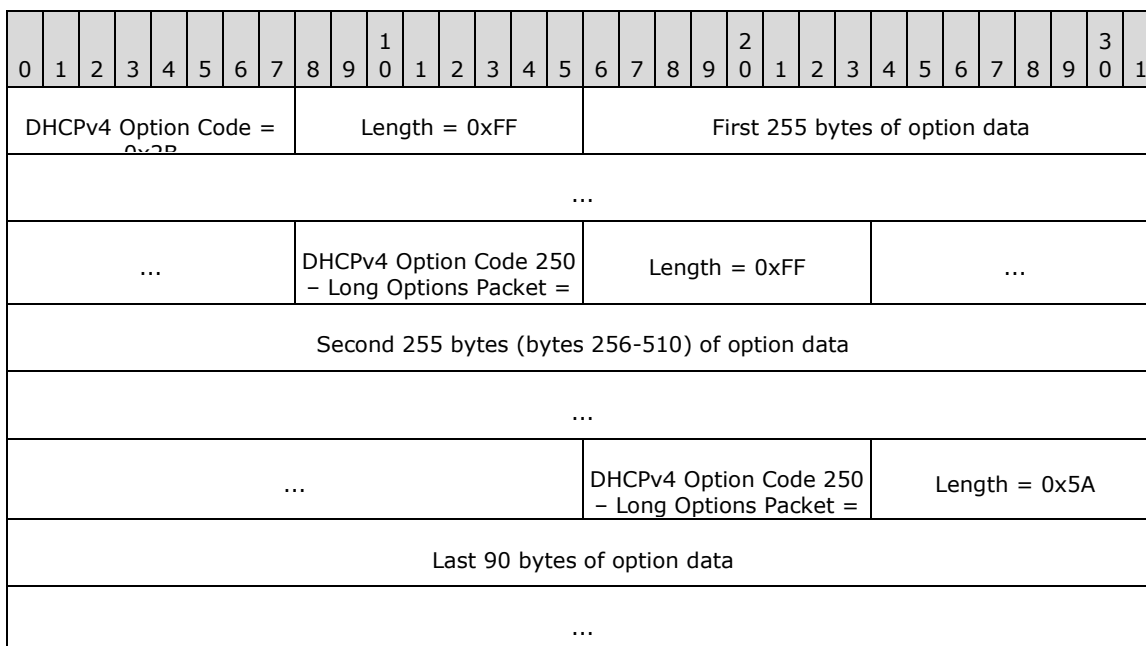 1 2 3
0 1 2 3 4 5 6 7 8 9 0 1 2 3 4 5 6 7 8 9 0 1 2 3 4 5 6 7 8 9 0 1
DHCPv4 Option Code = Length = 0xFF First 255 bytes of option data
...
... DHCPv4 Option Code 250 Length = 0xFF ...
– Long Options Packet =
Second 255 bytes (bytes 256-510) of option data
...
... DHCPv4 Option Code 250 Length = 0x5A
– Long Options Packet =
Last 90 bytes of option data
...